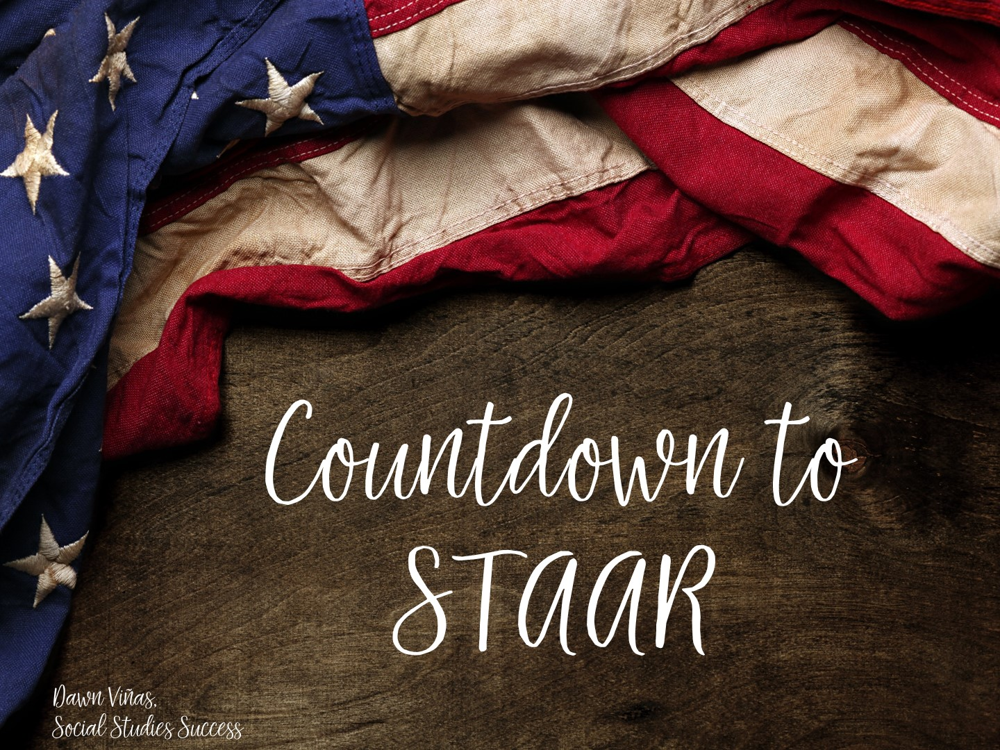 Countdown to
STAAR
Dawn Viñas,
Social Studies Success